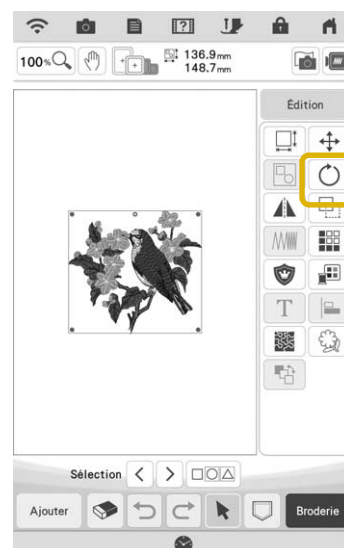 100% 136.9mm
148.7mm
Édition
T
Sélection
Ajouter Broderie